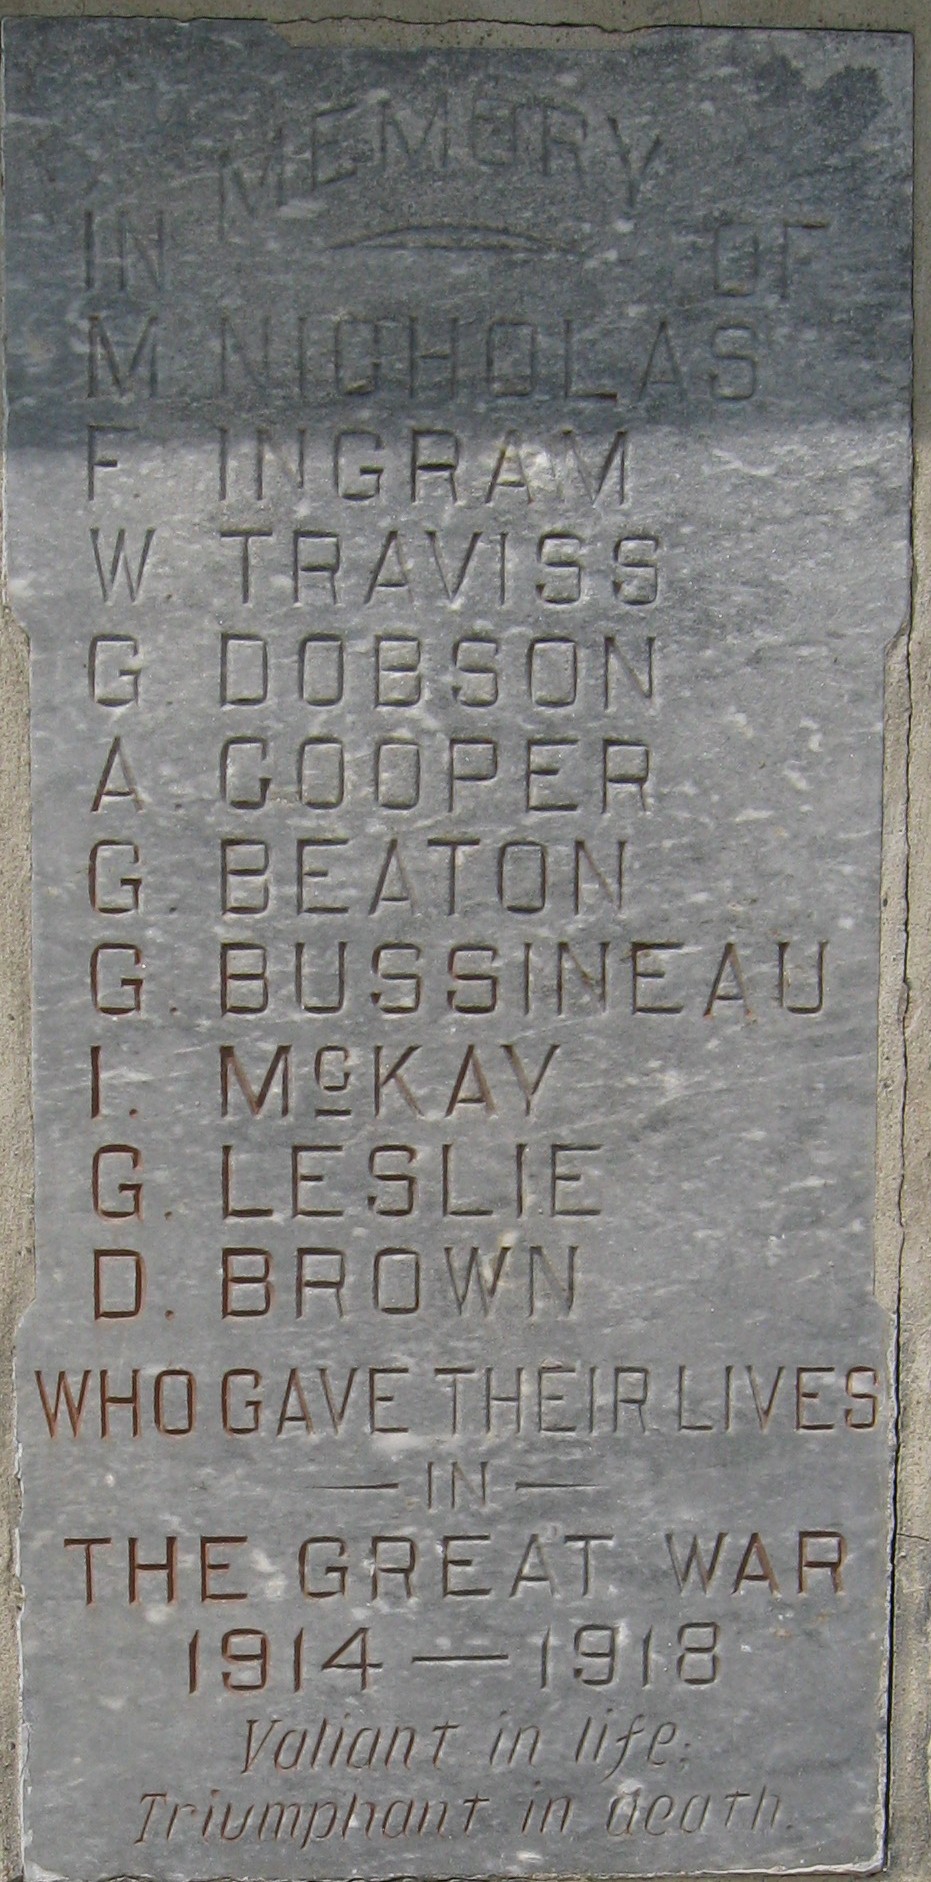 IN MEMORY OF
M. NICHOLAS
F. INGRAM
W. TRAVISS
G. DOBSON
A. COOPER
G. BEATON
G. BUSSINEAU
I. McKAY
G. LESLIE
D. BROWN
WHO GAVE THEIR LIVES
— IN —
THE GREAT WAR
1914 — 1918
Valiant in life;
Triumphant in death.